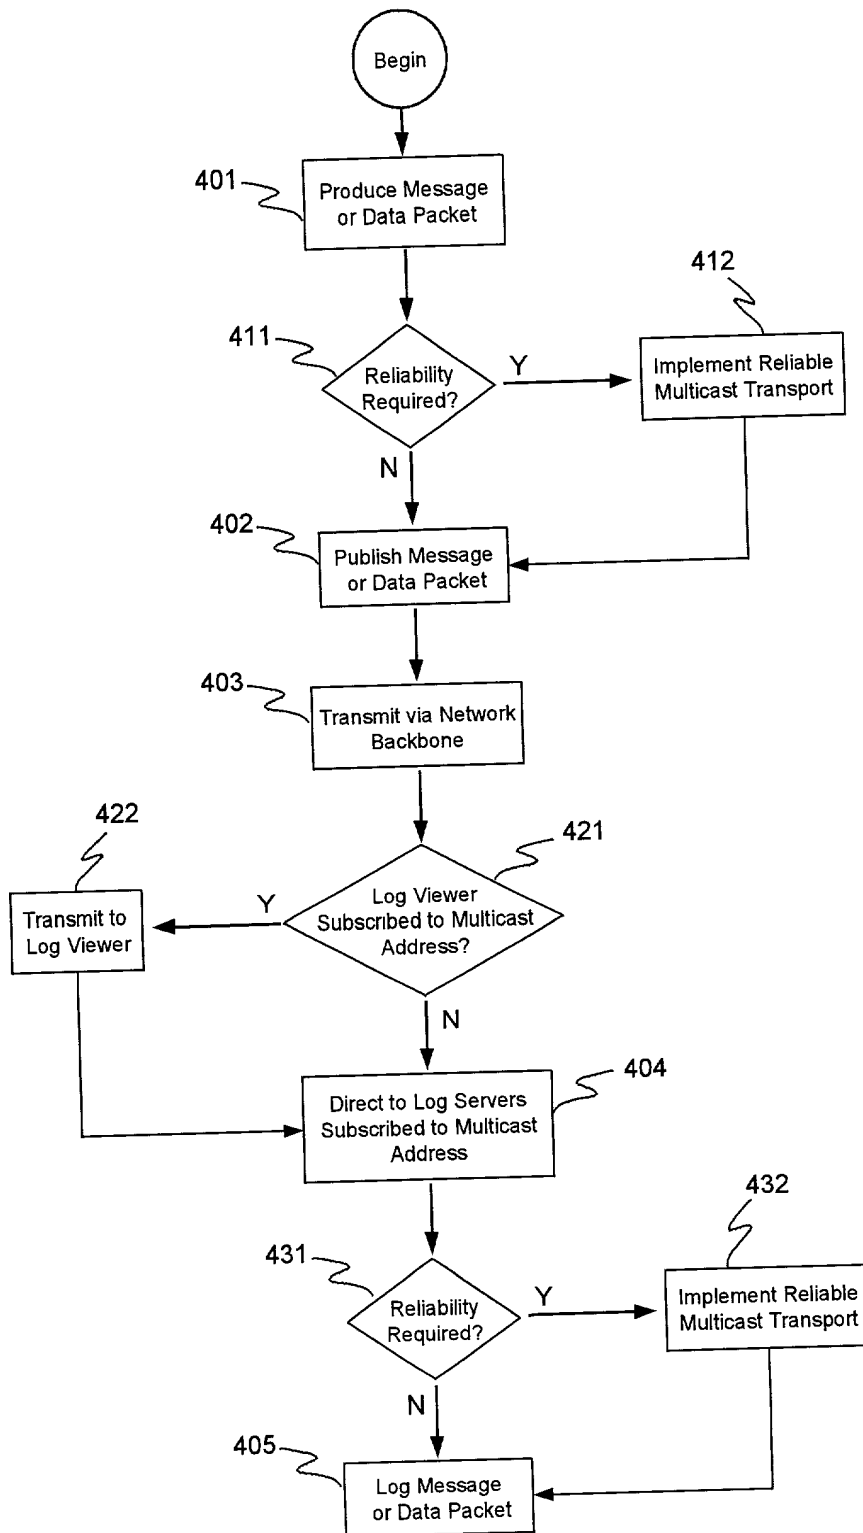 Begin
401
Produce Message
or Data Packet
412
411
Reliability
Required?
Y
Implement Reliable
Multicast Transport
N
402
Publish Message
or Data Packet
403
Transmit via Network
Backbone
422
421
Log Viewer
Subscribed to Multicast
Address?
Y
Transmit to
Log Viewer
N
404
Direct to Log Servers
Subscribed to Multicast
Address
432
431
Reliability
Required?
Y
Implement Reliable
Multicast Transport
N
405
Log Message
or Data Packet